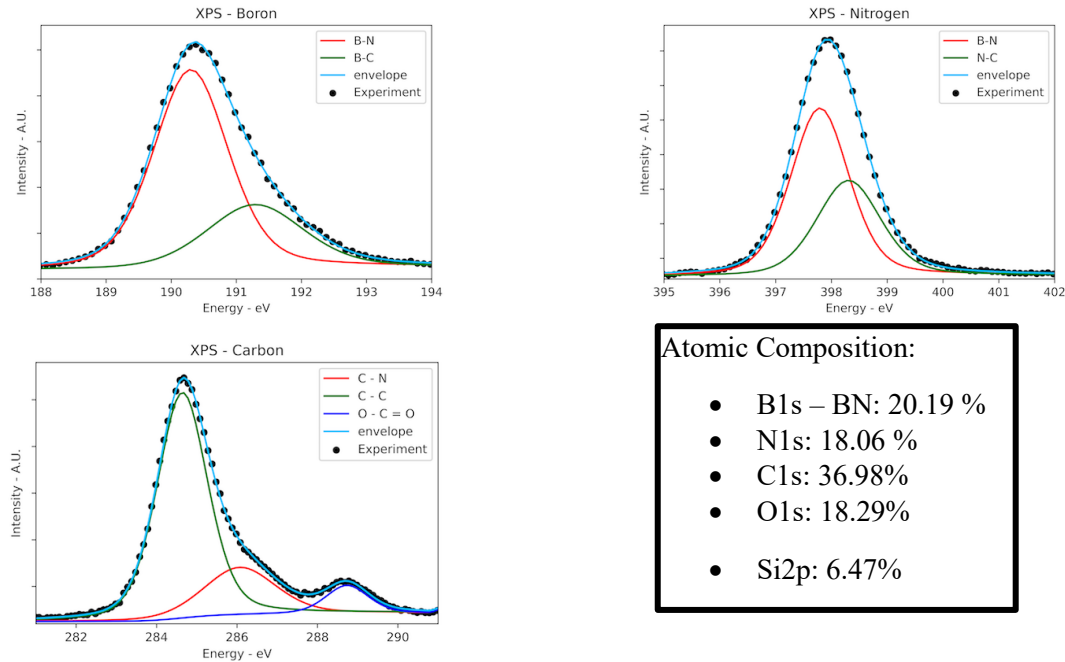 XPS - Boron
Intensity - A.U.
B-N
B-C
envelope
Experiment
188 189 190 191 192 193 194
Energy - eV
XPS - Nitrogen
Intensity - A.U.
B-N
N-C
envelope
Experiment
395 396 397 398 399 400 401 402
Energy - eV
XPS - Carbon
Intensity - A.U.
C - N
C - C
O - C = O
envelope
Experiment
282 284 286 288 290
Energy - eV
Atomic Composition:
• B1s – BN: 20.19 %
• N1s: 18.06 %
• C1s: 36.98%
• O1s: 18.29%
• Si2p: 6.47%